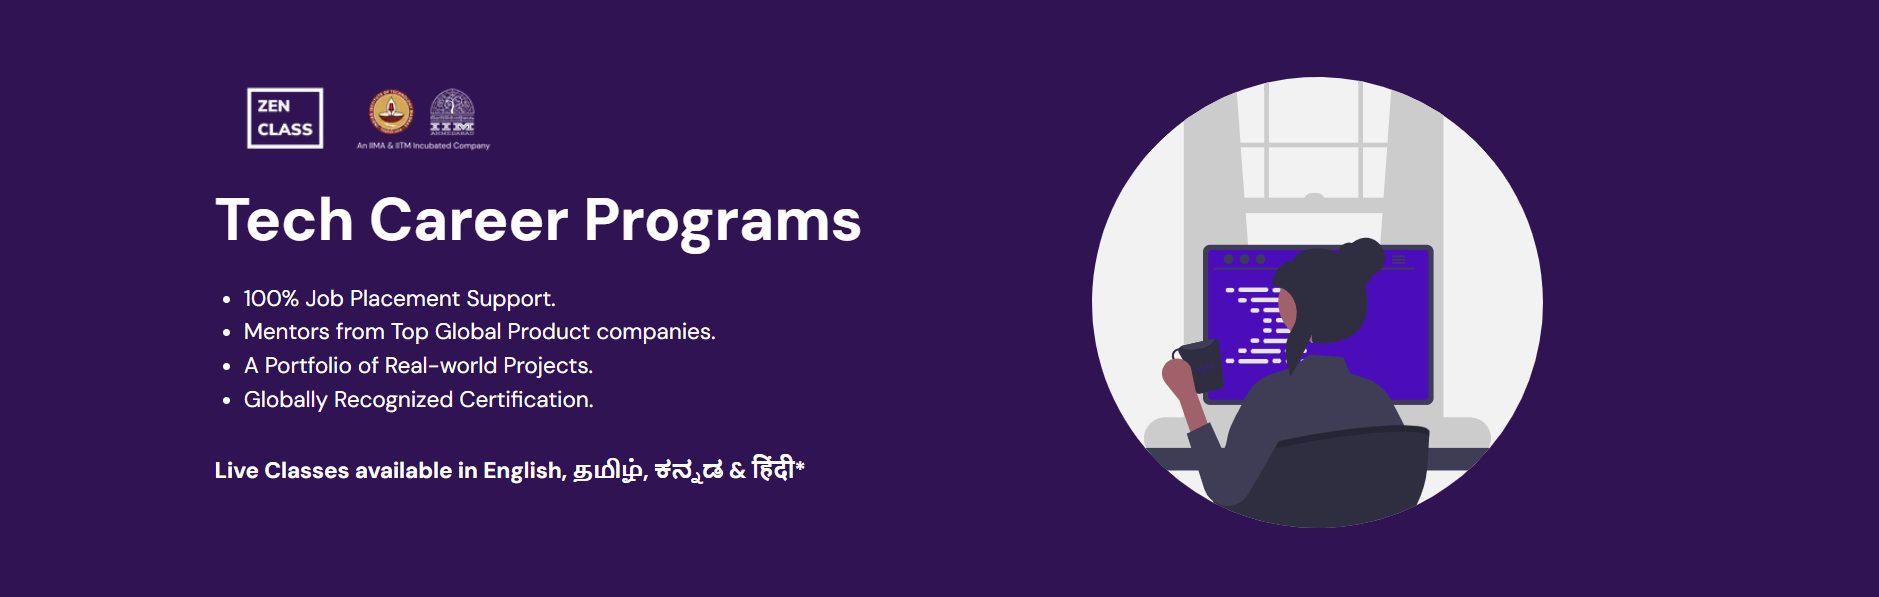 ZEN
CLASS
IIM
An IIMA & IITM Incubated Company
Tech Career Programs
• 100% Job Placement Support.
• Mentors from Top Global Product companies.
• A Portfolio of Real-world Projects.
• Globally Recognized Certification.
Live Classes available in English, தமிழ், ಕನ್ನಡ & हिंदी*